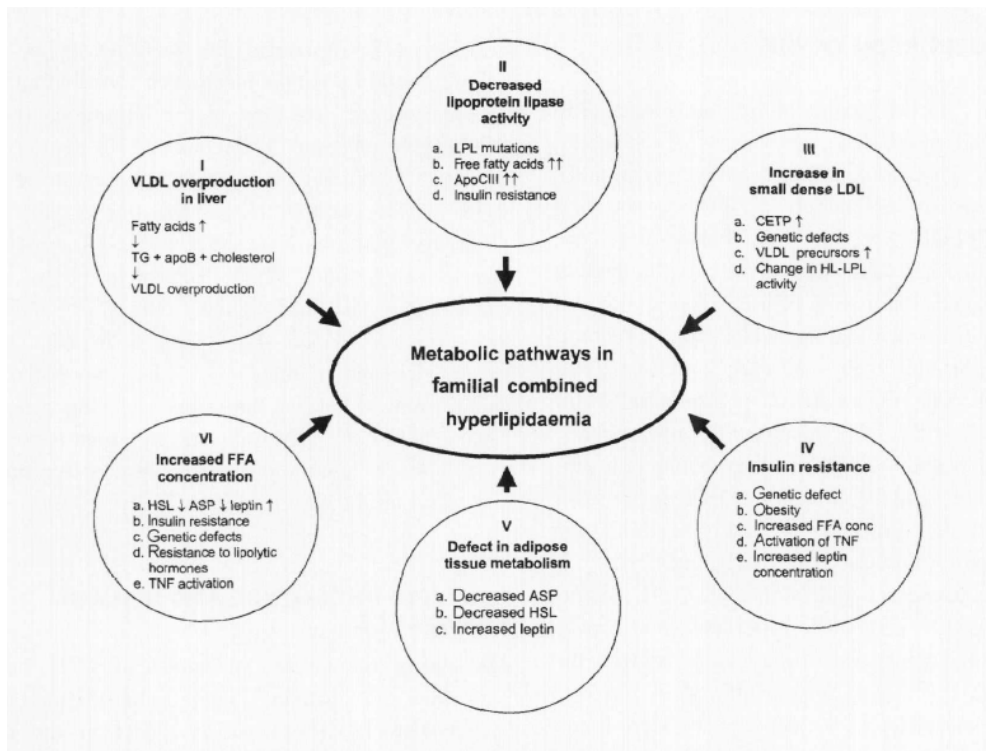 I
VLDL overproduction
in liver
Fatty acids ↑
↓
TG + apoB + cholesterol
↓
VLDL overproduction
II
Decreased
lipoprotein lipase
activity
a. LPL mutations
b. Free fatty acids ↑↑
c. ApoCIII ↑↑
d. Insulin resistance
III
Increase in
small dense LDL
a. CETP ↑
b. Genetic defects
c. VLDL precursors ↑
d. Change in HL-LPL
activity
Metabolic pathways in
familial combined
hyperlipidaemia
VI
Increased FFA
concentration
a. HSL ↓ ASP ↓ leptin ↑
b. Insulin resistance
c. Genetic defects
d. Resistance to lipolytic
hormones
e. TNF activation
V
Defect in adipose
tissue metabolism
a. Decreased ASP
b. Decreased HSL
c. Increased leptin
IV
Insulin resistance
a. Genetic defect
b. Obesity
c. Increased FFA conc
d. Activation of TNF
e. Increased leptin
concentration